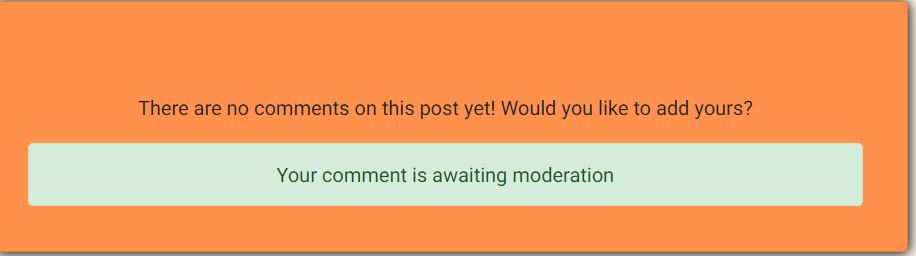 There are no comments on this post yet! Would you like to add yours?
Your comment is awaiting moderation